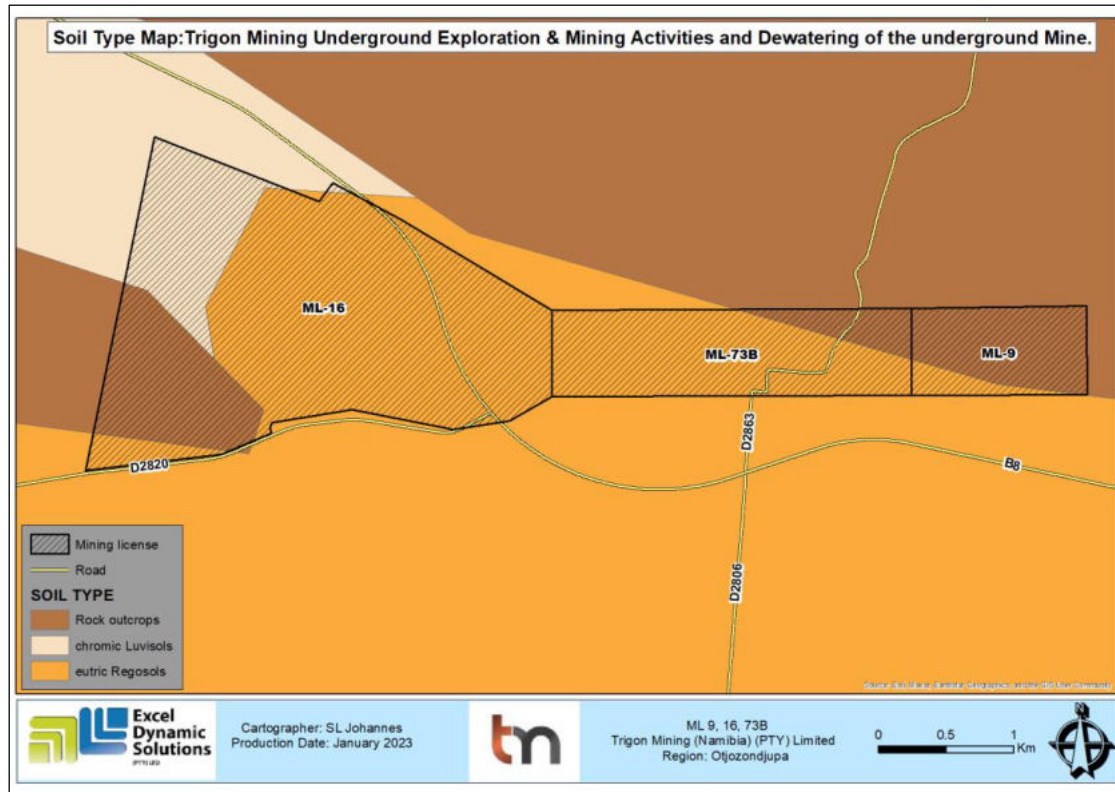 Soil Type Map:Trigon Mining Underground Exploration & Mining Activities and Dewatering of the underground Mine.
ML-16
ML-73B
ML-9
D2863
D2820
B8
D2806
Mining license
Road
SOIL TYPE
Rock outcrops
chromic Luvisols
eutric Regosols
Excel
Dynamic
Solutions
(PTY) LTD
Cartographer: SL Johannes
Production Date: January 2023
tm
ML 9, 16, 73B
Trigon Mining (Namibia) (PTY) Limited
Region: Otjozondjupa
0 0.5 1
Km